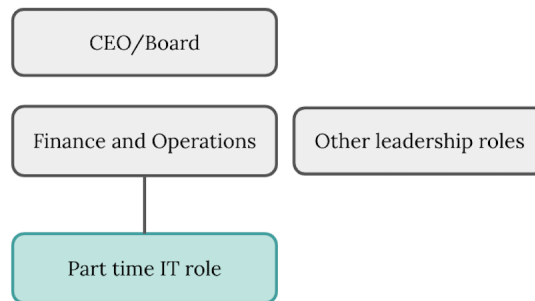 CEO/Board
Finance and Operations
Other leadership roles
Part time IT role